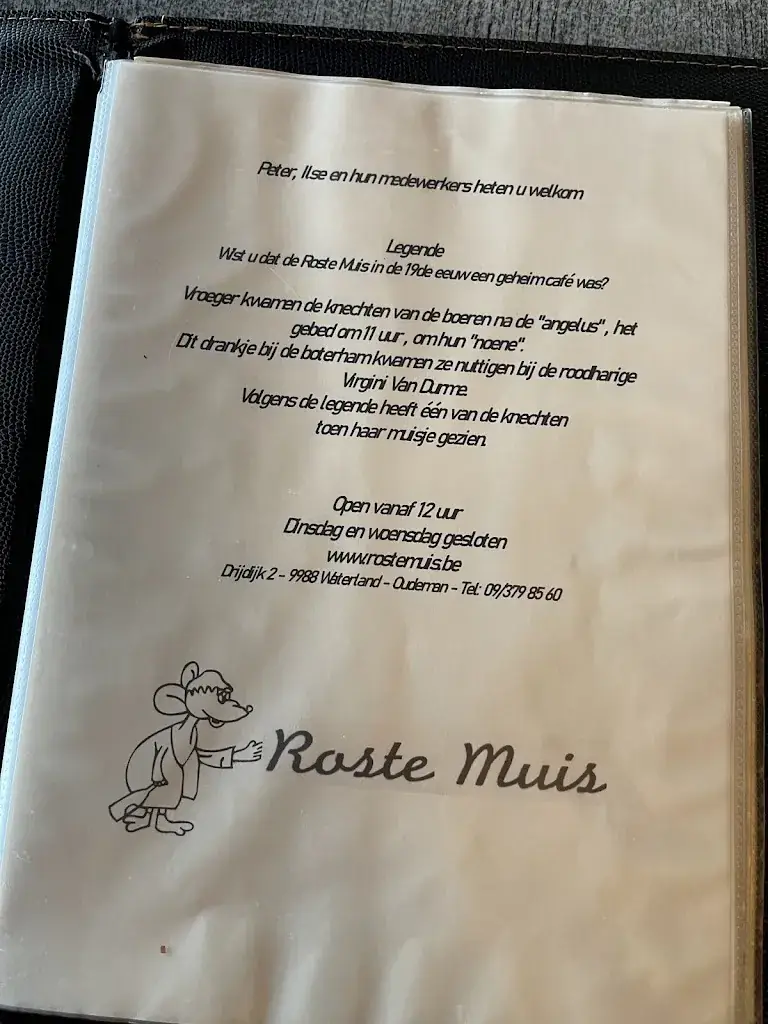 Peter, Ilse en hun medewerkers heten u welkom
Legende
Wist u dat de Roste Muis in de 19de eeuw een geheim café was?
Vroeger kwamen de knechten van de boeren na de "angelus", het
gebed om 11 uur, om hun "noene".
Dit drankje bij de boterham kwamen ze nuttigen bij de roodharige
Virgini Van Durme.
Volgens de legende heeft één van de knechten
toen haar muisje gezien.
Open vanaf 12 uur
Dinsdag en woensdag gesloten
www.rostemuis.be
Drijdijk 2 - 9988 Waterland - Oudeman - Tel: 09/379 85 60
Roste Muis